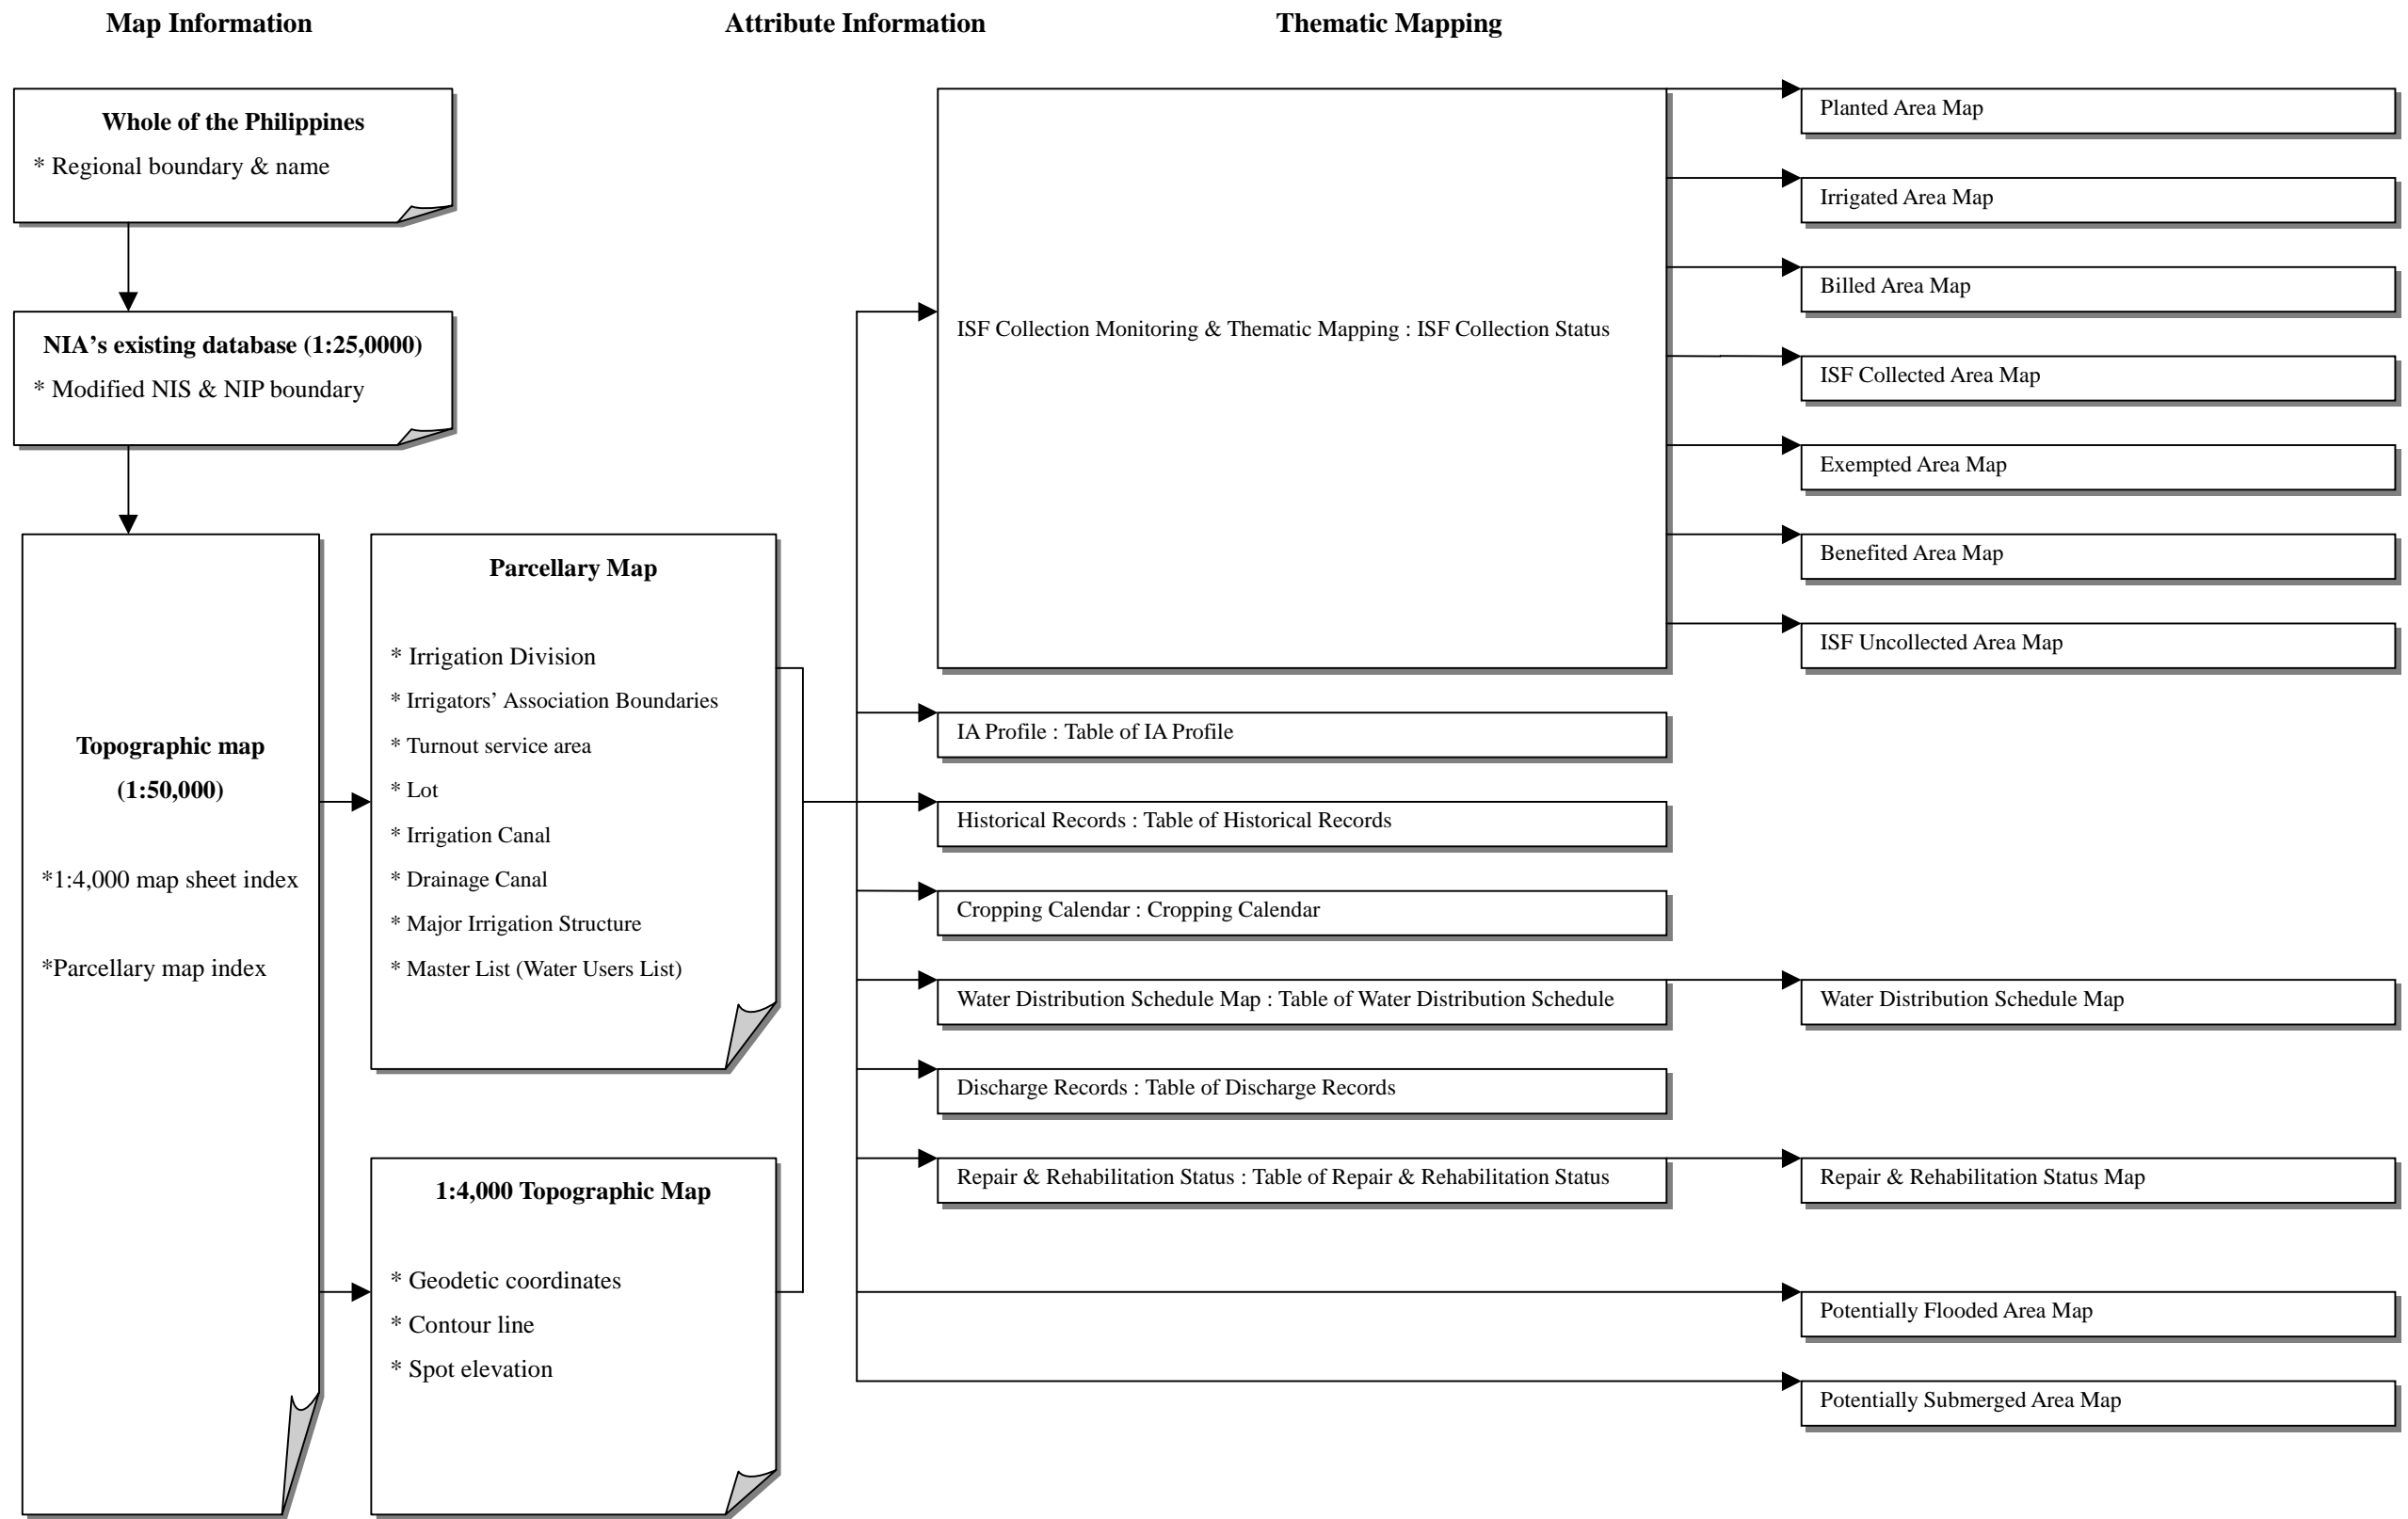 Map Information
Attribute Information
Thematic Mapping
Whole of the Philippines
* Regional boundary & name
NIA’s existing database (1:25,0000)
* Modified NIS & NIP boundary
Topographic map
(1:50,000)
*1:4,000 map sheet index
*Parcellary map index
Parcellary Map
* Irrigation Division
* Irrigators’ Association Boundaries
* Turnout service area
* Lot
* Irrigation Canal
* Drainage Canal
* Major Irrigation Structure
* Master List (Water Users List)
1:4,000 Topographic Map
* Geodetic coordinates
* Contour line
* Spot elevation
ISF Collection Monitoring & Thematic Mapping : ISF Collection Status
IA Profile : Table of IA Profile
Historical Records : Table of Historical Records
Cropping Calendar : Cropping Calendar
Water Distribution Schedule Map : Table of Water Distribution Schedule
Discharge Records : Table of Discharge Records
Repair & Rehabilitation Status : Table of Repair & Rehabilitation Status
Planted Area Map
Irrigated Area Map
Billed Area Map
ISF Collected Area Map
Exempted Area Map
Benefited Area Map
ISF Uncollected Area Map
Water Distribution Schedule Map
Repair & Rehabilitation Status Map
Potentially Flooded Area Map
Potentially Submerged Area Map